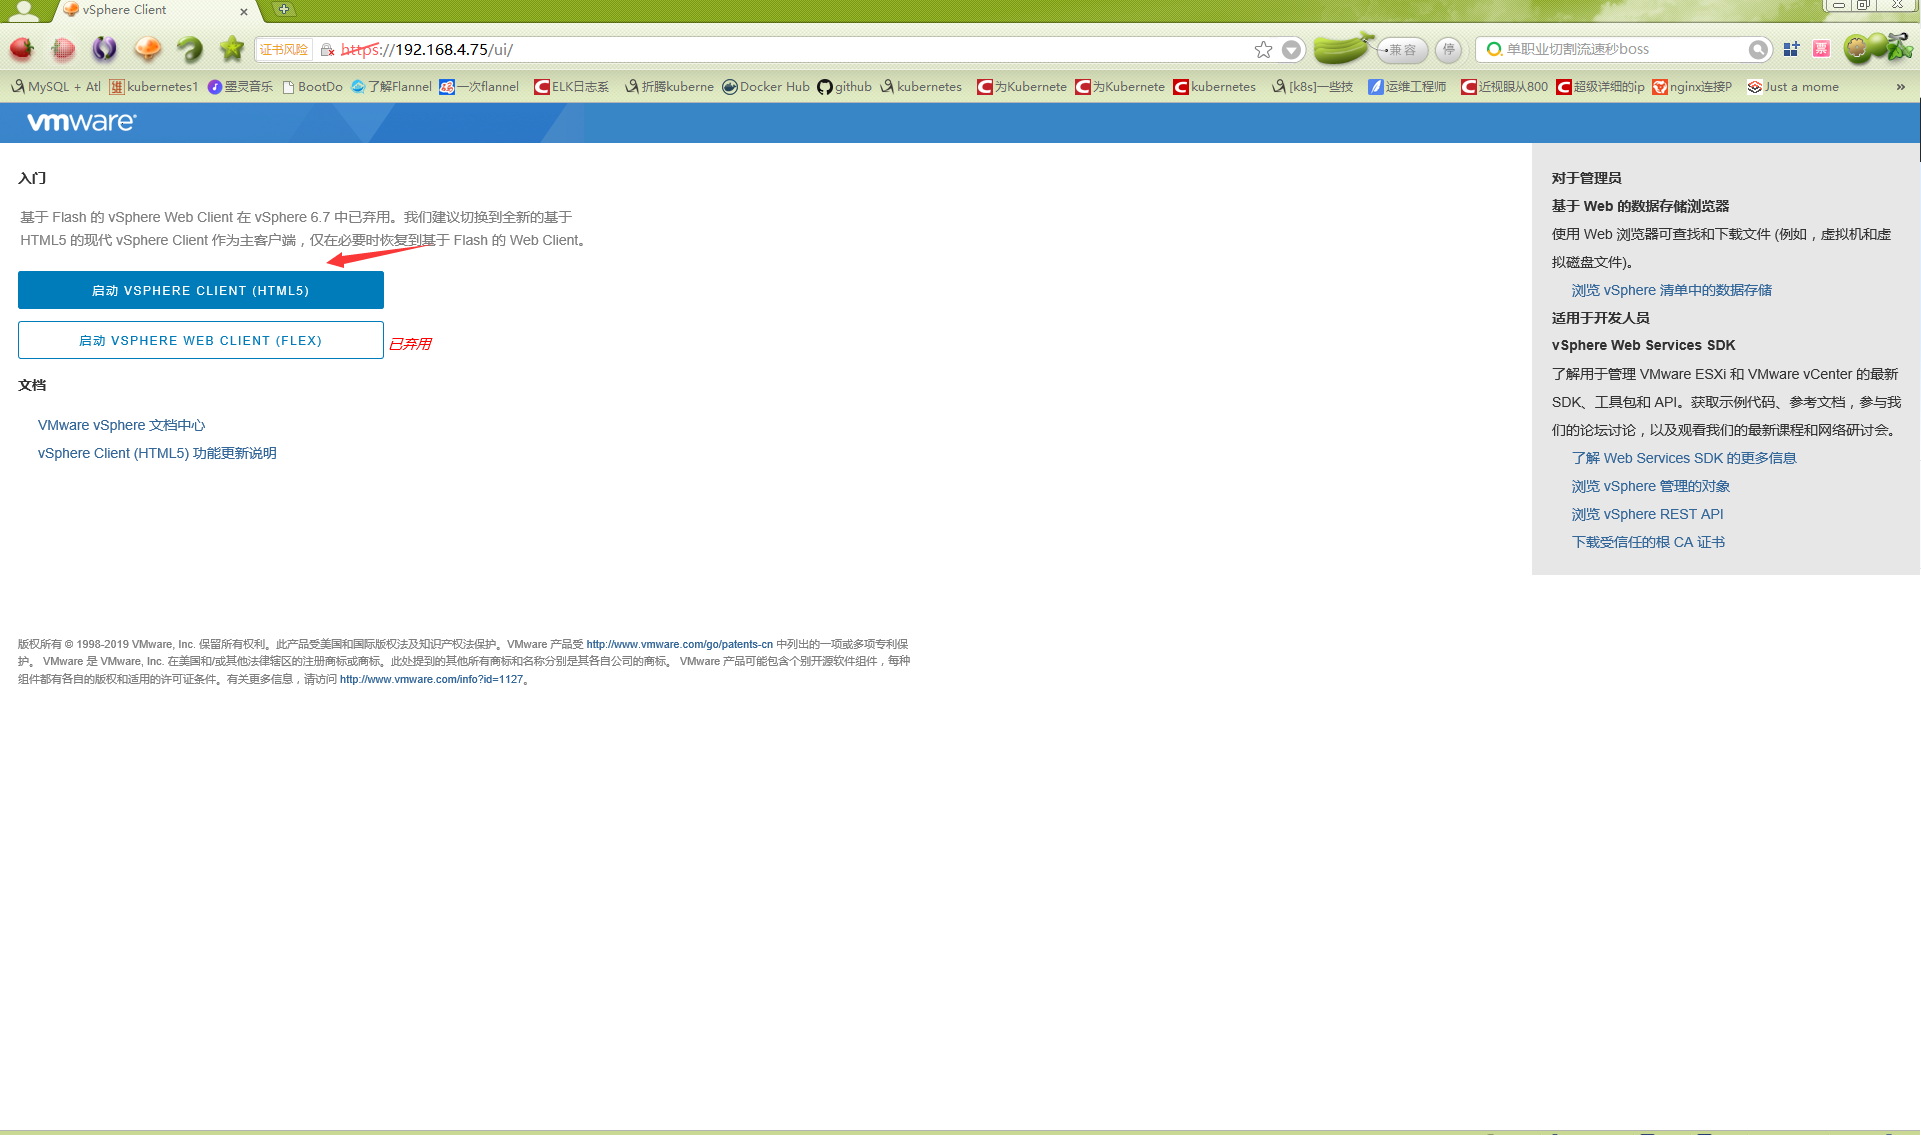 vSphere Client
证书风险
https://192.168.4.75/ui/
兼容
停
单职业切割流速秒boss
票
MySQL + Atl
kubernetes1
墨灵音乐
BootDo
了解Flannel
一次flannel
ELK日志系
折腾kuberne
Docker Hub
github
kubernetes
为Kubernete
为Kubernete
kubernetes
[k8s]一些技
运维工程师
近视眼从800
超级详细的ip
nginx连接P
Just a mome
»
vmware
入门
基于 Flash 的 vSphere Web Client 在 vSphere 6.7 中已弃用。我们建议切换到全新的基于
HTML5 的现代 vSphere Client 作为主客户端，仅在必要时恢复到基于 Flash 的 Web Client。
启动 VSPHERE CLIENT (HTML5)
启动 VSPHERE WEB CLIENT (FLEX)
已弃用
文档
VMware vSphere 文档中心
vSphere Client (HTML5) 功能更新说明
对于管理员
基于 Web 的数据存储浏览器
使用 Web 浏览器可查找和下载文件 (例如，虚拟机和虚
拟磁盘文件)。
浏览 vSphere 清单中的数据存储
适用于开发人员
vSphere Web Services SDK
了解用于管理 VMware ESXi 和 VMware vCenter 的最新
SDK、工具包和 API。获取示例代码、参考文档，参与我
们的论坛讨论，以及观看我们的最新课程和网络研讨会。
了解 Web Services SDK 的更多信息
浏览 vSphere 管理的对象
浏览 vSphere REST API
下载受信任的根 CA 证书
版权所有 © 1998-2019 VMware, Inc. 保留所有权利。此产品受美国和国际版权法及知识产权法保护。VMware 产品受 http://www.vmware.com/go/patents-cn 中列出的一项或多项专利保
护。 VMware 是 VMware, Inc. 在美国和/或其他法律辖区的注册商标或商标。此处提到的其他所有商标和名称分别是其各自公司的商标。 VMware 产品可能包含个别开源软件组件，每种
组件都有各自的版权和适用的许可证条件。有关更多信息，请访问 http://www.vmware.com/info?id=1127。